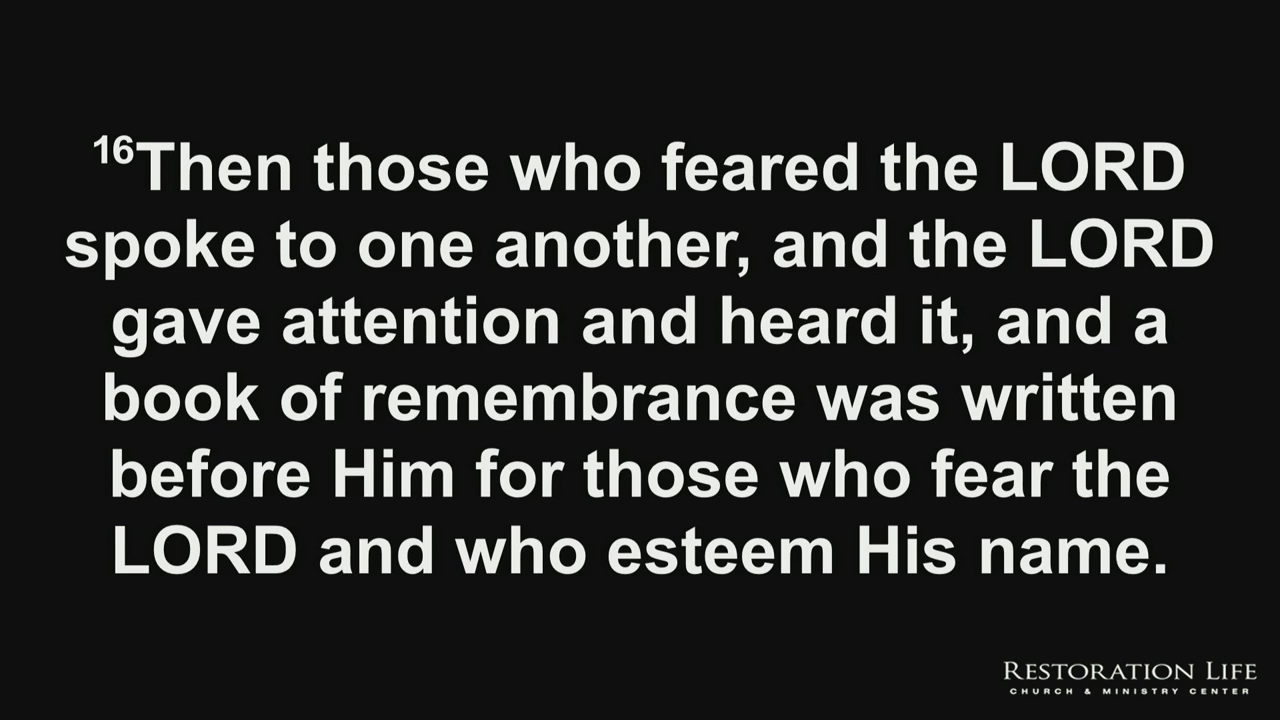 16Then those who feared the LORD
spoke to one another, and the LORD
gave attention and heard it, and a
book of remembrance was written
before Him for those who fear the
LORD and who esteem His name.
RESTORATION LIFE
CHURCH & MINISTRY CENTER